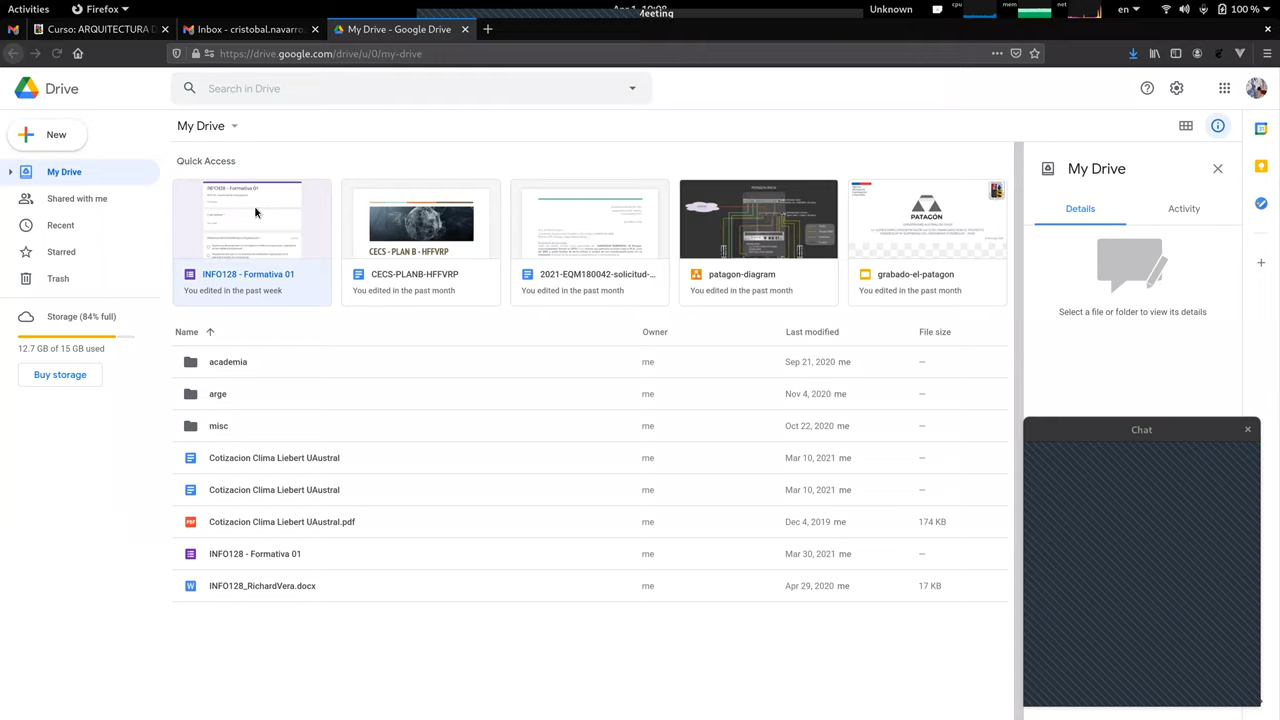 Activities
Firefox
Meeting
Unknown
cpu
mem
net
en
100 %
Curso: ARQUITECTURA D
Inbox - cristobal.navarro
My Drive - Google Drive
https://drive.google.com/drive/u/0/my-drive
Drive
Search in Drive
New
My Drive
Shared with me
Recent
Starred
Trash
Storage (84% full)
12.7 GB of 15 GB used
Buy storage
My Drive
Quick Access
INFO128 - Formativa 01
CECS - PLAN B - HFFVRP
PATAGÓN
INFO128 - Formativa 01
You edited in the past week
CECS-PLANB-HFFVRP
You edited in the past month
2021-EQM180042-solicitud-...
You edited in the past month
patagon-diagram
You edited in the past month
grabado-el-patagon
You edited in the past month
Name Owner Last modified File size
academia me Sep 21, 2020 me —
arge me Nov 4, 2020 me —
misc me Oct 22, 2020 me —
Cotizacion Clima Liebert UAustral me Mar 10, 2021 me —
Cotizacion Clima Liebert UAustral me Mar 10, 2021 me —
PDF Cotizacion Clima Liebert UAustral.pdf me Dec 4, 2019 me 174 KB
INFO128 - Formativa 01 me Mar 30, 2021 me —
W INFO128_RichardVera.docx me Apr 29, 2020 me 17 KB
My Drive
Details
Activity
Select a file or folder to view its details
Chat